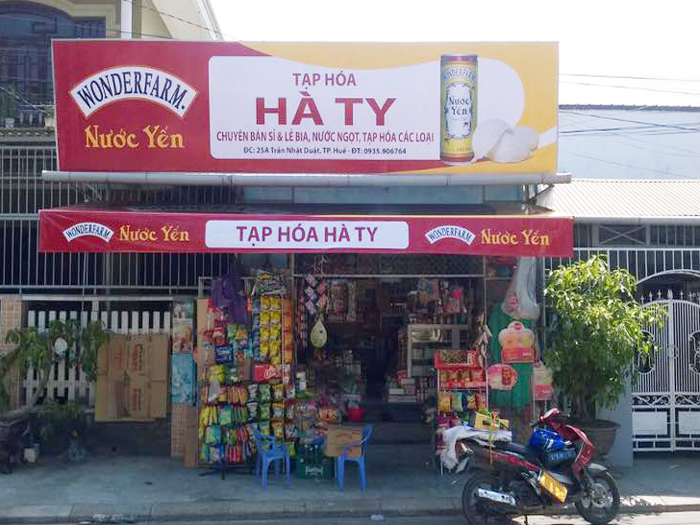 WONDERFARM.
Nước Yến
TẠP HÓA
HÀ TY
CHUYÊN BÁN SỈ & LẺ BIA, NƯỚC NGỌT, TẠP HÓA CÁC LOẠI
ĐC: 25A Trần Nhật Duật, TP. Huế - ĐT: 0935.906764
WONDERFARM
Nước Yến
WONDERFARM. Nước Yến
TẠP HÓA HÀ TY
WONDERFARM. Nước Yến